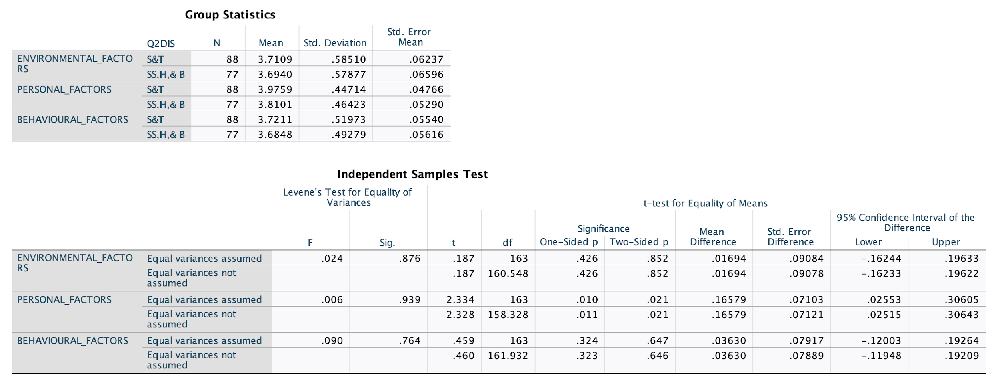 Group Statistics
Q2DIS N Mean Std. Deviation Std. Error Mean
ENVIRONMENTAL_FACTORS S&T 88 3.7109 .58510 .06237
SS,H,& B 77 3.6940 .57877 .06596
PERSONAL_FACTORS S&T 88 3.9759 .44714 .04766
SS,H,& B 77 3.8101 .46423 .05290
BEHAVIOURAL_FACTORS S&T 88 3.7211 .51973 .05540
SS,H,& B 77 3.6848 .49279 .05616
Independent Samples Test
Levene's Test for Equality of Variances
t-test for Equality of Means
Significance
95% Confidence Interval of the Difference
F Sig. t df One-Sided p Two-Sided p Mean Difference Std. Error Difference Lower Upper
ENVIRONMENTAL_FACTORS Equal variances assumed .024 .876 .187 163 .426 .852 .01694 .09084 -.16244 .19633
Equal variances not assumed .187 160.548 .426 .852 .01694 .09078 -.16233 .19622
PERSONAL_FACTORS Equal variances assumed .006 .939 2.334 163 .010 .021 .16579 .07103 .02553 .30605
Equal variances not assumed 2.328 158.328 .011 .021 .16579 .07121 .02515 .30643
BEHAVIOURAL_FACTORS Equal variances assumed .090 .764 .459 163 .324 .647 .03630 .07917 -.12003 .19264
Equal variances not assumed .460 161.932 .323 .646 .03630 .07889 -.11948 .19209